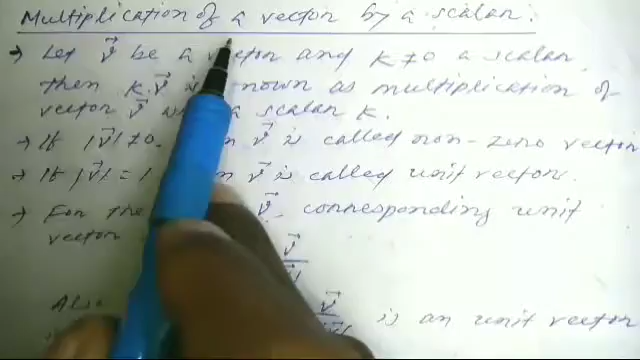 Multiplication of a vector by a scalar:
→ Let v⃗ be a vector and K≠0 a scalar
Then K.v⃗ is known as multiplication of
vector v⃗ a scalar K.
→ If |v⃗|≠0. v⃗ is called non-zero vector
→ If |v⃗| = 1 v⃗ is called unit vector.
→ For the v⃗, corresponding unit
vector v⃗
Also v⃗ is an unit vector